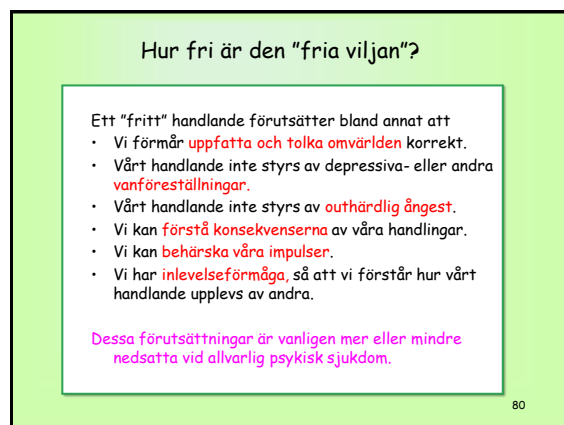 Hur fri är den ”fria viljan”?
Ett ”fritt” handlande förutsätter bland annat att
• Vi förmår uppfatta och tolka omvärlden korrekt.
• Vårt handlande inte styrs av depressiva- eller andra
vanföreställningar.
• Vårt handlande inte styrs av outhärdlig ångest.
• Vi kan förstå konsekvenserna av våra handlingar.
• Vi kan behärska våra impulser.
• Vi har inlevelseförmåga, så att vi förstår hur vårt
handlande upplevs av andra.
Dessa förutsättningar är vanligen mer eller mindre
nedsatta vid allvarlig psykisk sjukdom.
80